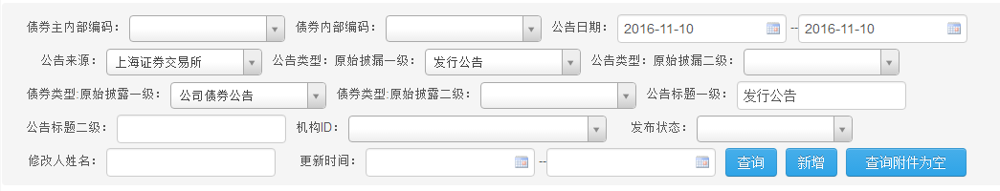 债券主内部编码： 债券内部编码： 公告日期： 2016-11-10 -- 2016-11-10
公告来源： 上海证券交易所 公告类型：原始披漏一级： 发行公告 公告类型：原始披漏二级：
债券类型:原始披露一级： 公司债券公告 债券类型:原始披露二级： 公告标题一级： 发行公告
公告标题二级： 机构ID： 发布状态：
修改人姓名： 更新时间： -- 查询 新增 查询附件为空